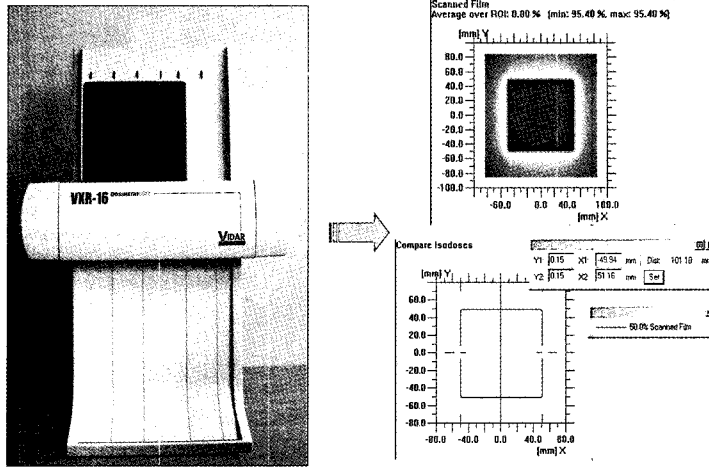 VXR-16
VIDAR
Scanned Film
Average over ROI: 0.00 % (min: 95.40 %, max: 95.40 %)
[mm] Y
80.0
60.0
40.0
20.0
0.0
-20.0
-40.0
-60.0
-80.0
-100.0
-60.0 0.0 40.0 100.0
[mm] X
Compare Isodoses
Y1: 0.15 X1: -49.94 mm Dist: 101.10 mm
Y2: 0.15 X2: 51.16 mm Set
[mm] Y
60.0
40.0
20.0
0.0
-20.0
-40.0
-60.0
-80.0
-80.0 -40.0 0.0 40.0 80.0
[mm] X
50.0% Scanned Film